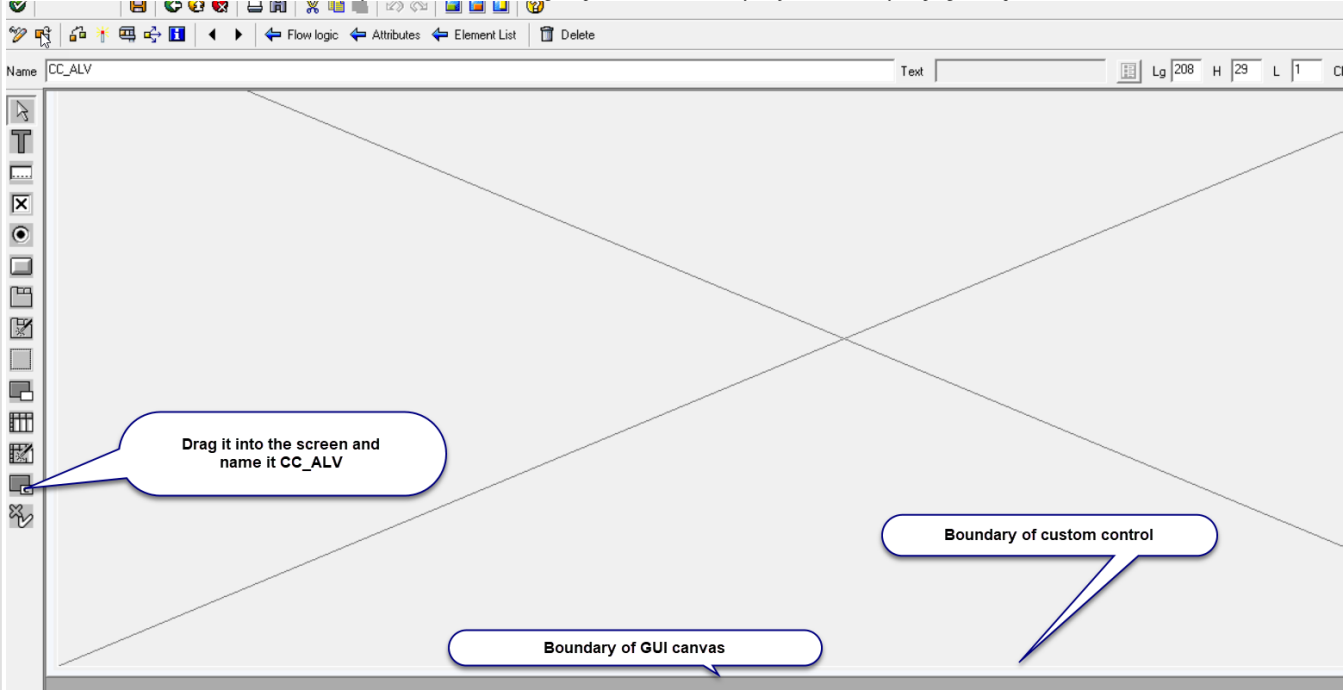 Flow logic Attributes Element List Delete
Name CC_ALV Text Lg 208 H 29 L 1
Drag it into the screen and
name it CC_ALV
Boundary of custom control
Boundary of GUI canvas